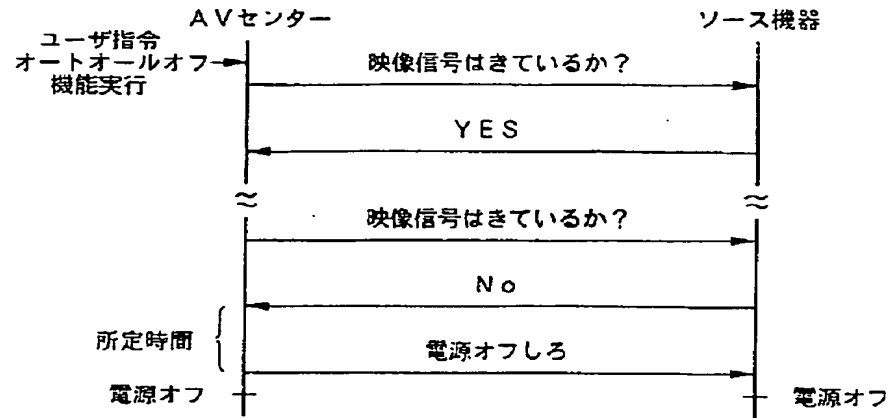 AVセンター
ソース機器
ユーザ指令
オートオールオフ
機能実行
映像信号はきているか?
YES
映像信号はきているか?
No
所定時間
電源オフしろ
電源オフ
電源オフ